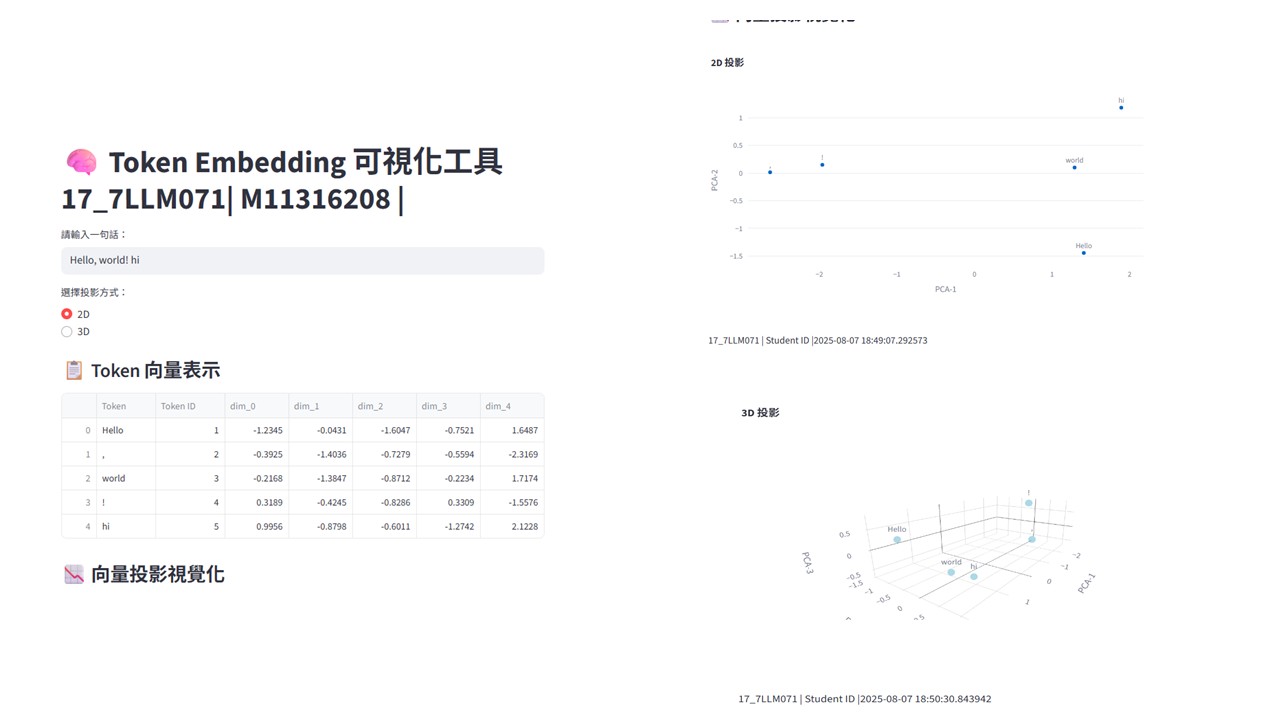 Token Embedding 可視化工具
17_7LLM071| M11316208 |
請輸入一句話：
Hello, world! hi
選擇投影方式：
2D
3D
Token 向量表示
Token Token ID dim_0 dim_1 dim_2 dim_3 dim_4
0 Hello 1 -1.2345 -0.0431 -1.6047 -0.7521 1.6487
1 , 2 -0.3925 -1.4036 -0.7279 -0.5594 -2.3169
2 world 3 -0.2168 -1.3847 -0.8712 -0.2234 1.7174
3 ! 4 0.3189 -0.4245 -0.8286 0.3309 -1.5576
4 hi 5 0.9956 -0.8798 -0.6011 -1.2742 2.1228
向量投影視覺化
2D 投影
hi
1
0.5
, ! world
0
PCA-2
−0.5
−1
Hello
−1.5
−2 −1 0 1 2
PCA-1
17_7LLM071 | Student ID |2025-08-07 18:49:07.292573
3D 投影
!
Hello
0.5
0
−0.5
PCA-3
world hi
,
−2
−1
0
1
PCA-1
−1.5
−1
−0.5
0
17_7LLM071 | Student ID |2025-08-07 18:50:30.843942